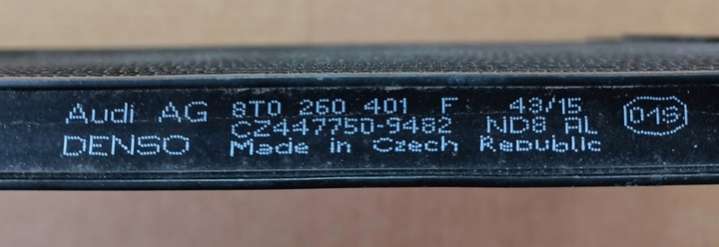 Audi AG 8T0 260 401 F 43/15
CZ447750-9482 ND8 AL 019
DENSO Made in Czech Republic